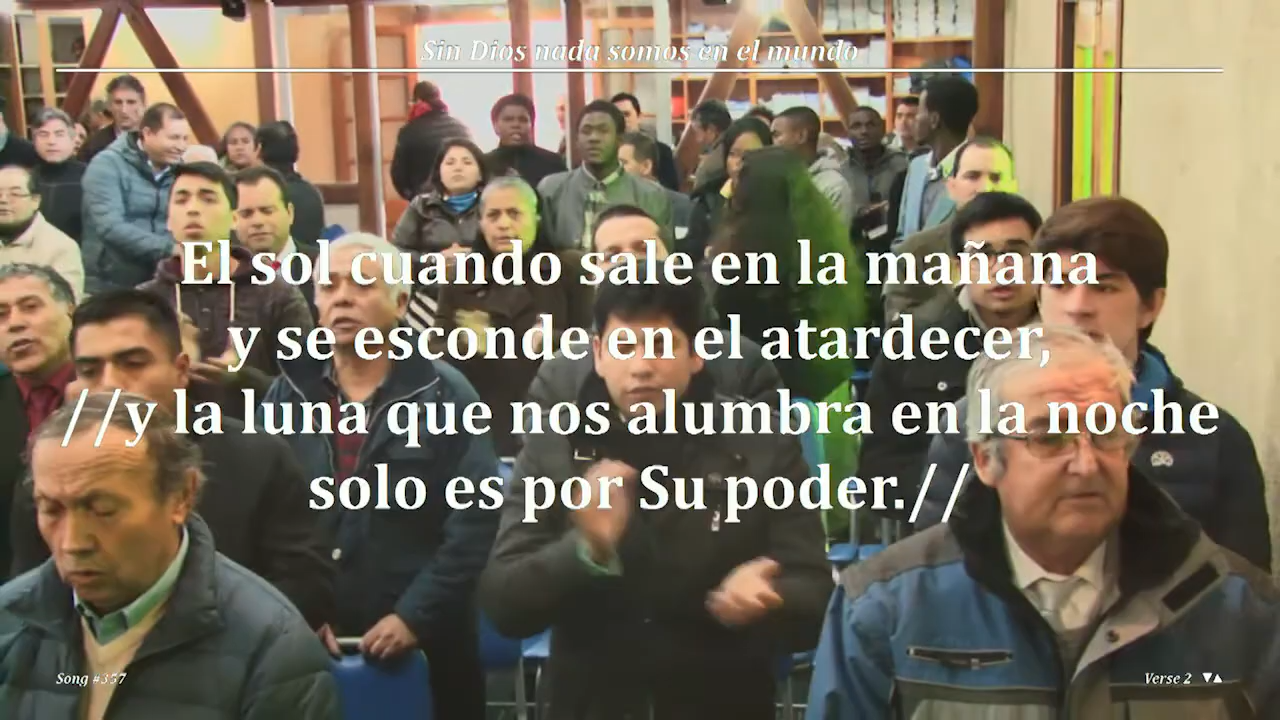 Sin Dios nada somos en el mundo
El sol cuando sale en la mañana
y se esconde en el atardecer,
//y la luna que nos alumbra en la noche
solo es por Su poder.//
Song #357
Verse 2 ▼▲